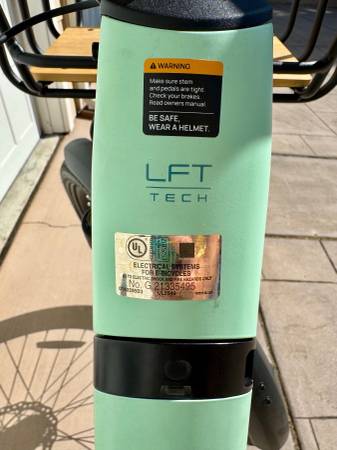 WARNING
Make sure stem
and pedals are tight.
Check your brakes.
Read owners manual.
BE SAFE,
WEAR A HELMET.
LFT
TECH
UL
ELECTRICAL SYSTEMS
FOR E-BICYCLES
No. G 21335495